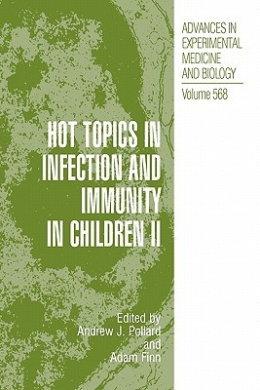 ADVANCES IN
EXPERIMENTAL
MEDICINE
AND BIOLOGY
Volume 568
HOT TOPICS IN
INFECTION AND
IMMUNITY
IN CHILDREN II
Edited by
Andrew J. Pollard
and
Adam Finn